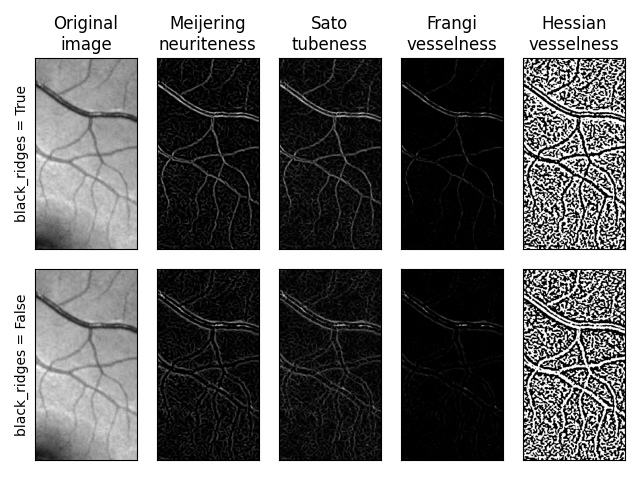 Original
image
Meijering
neuriteness
Sato
tubeness
Frangi
vesselness
Hessian
vesselness
black_ridges = True
black_ridges = False